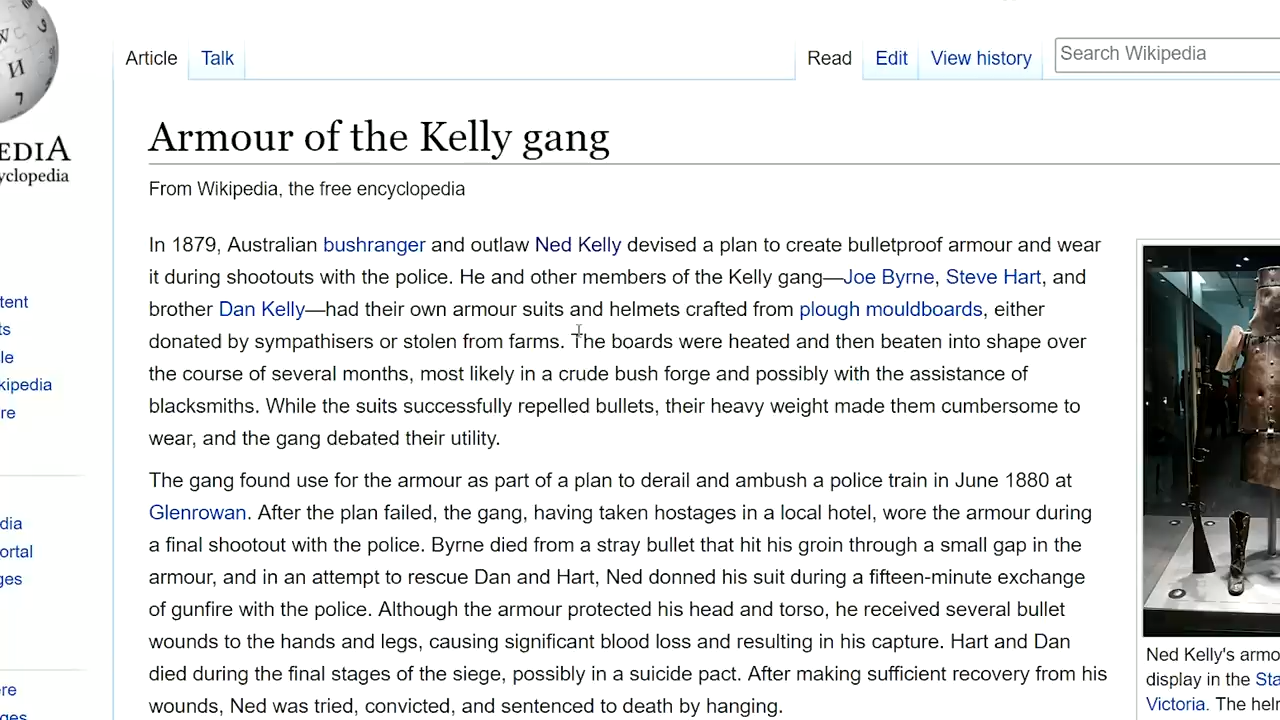 Article
Talk
Read
Edit
View history
Search Wikipedia
EDIA
yclopedia
Armour of the Kelly gang
From Wikipedia, the free encyclopedia
In 1879, Australian bushranger and outlaw Ned Kelly devised a plan to create bulletproof armour and wear
it during shootouts with the police. He and other members of the Kelly gang—Joe Byrne, Steve Hart, and
brother Dan Kelly—had their own armour suits and helmets crafted from plough mouldboards, either
donated by sympathisers or stolen from farms. The boards were heated and then beaten into shape over
the course of several months, most likely in a crude bush forge and possibly with the assistance of
blacksmiths. While the suits successfully repelled bullets, their heavy weight made them cumbersome to
wear, and the gang debated their utility.
The gang found use for the armour as part of a plan to derail and ambush a police train in June 1880 at
Glenrowan. After the plan failed, the gang, having taken hostages in a local hotel, wore the armour during
a final shootout with the police. Byrne died from a stray bullet that hit his groin through a small gap in the
armour, and in an attempt to rescue Dan and Hart, Ned donned his suit during a fifteen-minute exchange
of gunfire with the police. Although the armour protected his head and torso, he received several bullet
wounds to the hands and legs, causing significant blood loss and resulting in his capture. Hart and Dan
died during the final stages of the siege, possibly in a suicide pact. After making sufficient recovery from his
wounds, Ned was tried, convicted, and sentenced to death by hanging.
tent
ts
le
kipedia
re
dia
ortal
ges
ere
nges
Ned Kelly's armo
display in the Sta
Victoria. The helm